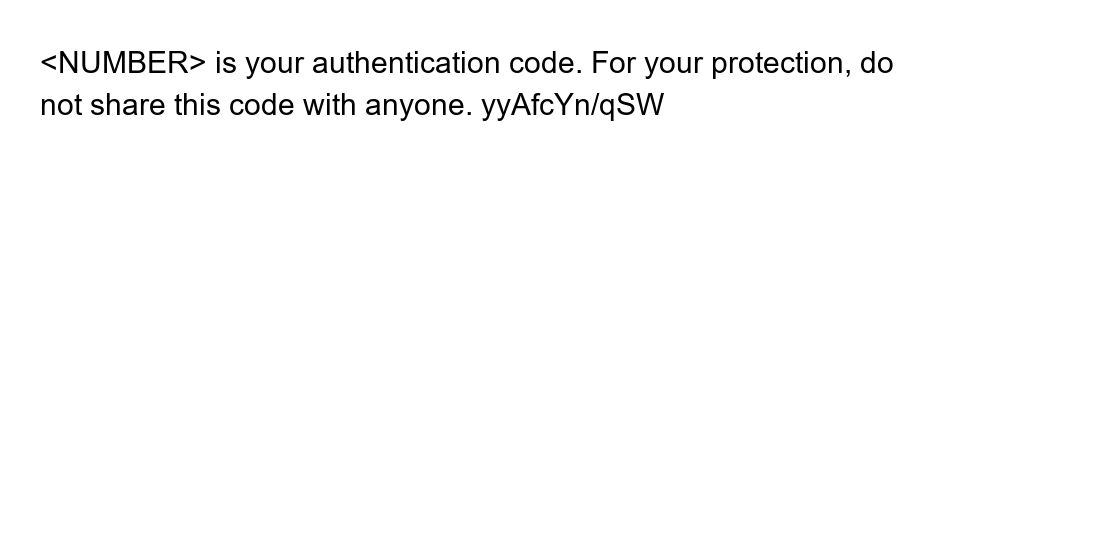 <NUMBER> is your authentication code. For your protection, do
not share this code with anyone. yyAfcYn/qSW